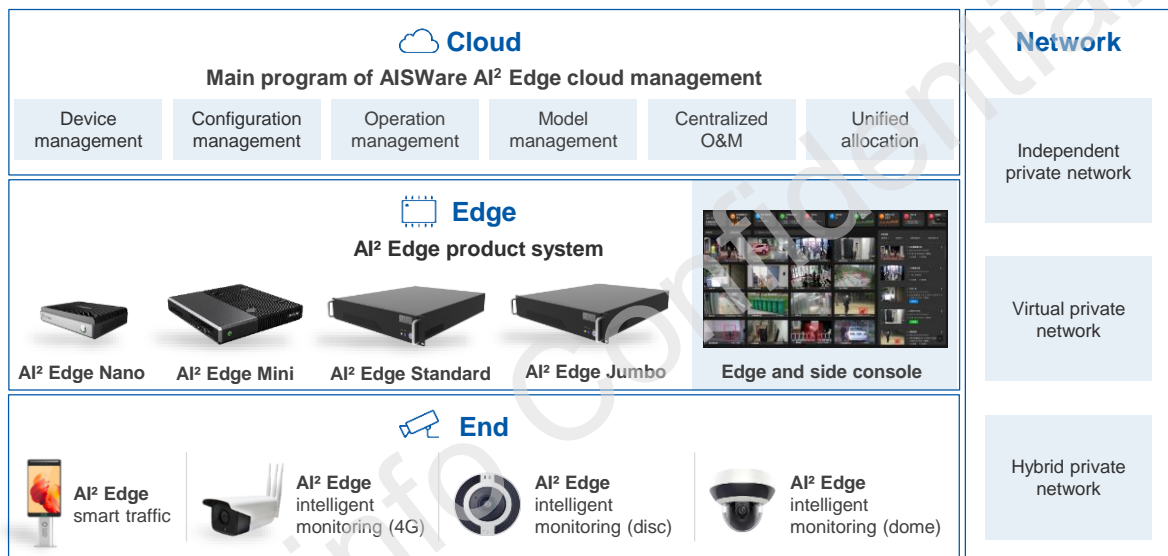 Cloud
Main program of AISWare AI² Edge cloud management
Device
management
Configuration
management
Operation
management
Model
management
Centralized
O&M
Unified
allocation
Edge
AI² Edge product system
AI² Edge Nano
AI² Edge Mini
AI² Edge Standard
AI² Edge Jumbo
Edge and side console
End
AI² Edge
smart traffic
AI² Edge
intelligent
monitoring (4G)
AI² Edge
intelligent
monitoring (disc)
AI² Edge
intelligent
monitoring (dome)
Network
Independent
private network
Virtual private
network
Hybrid private
network
info Confidential